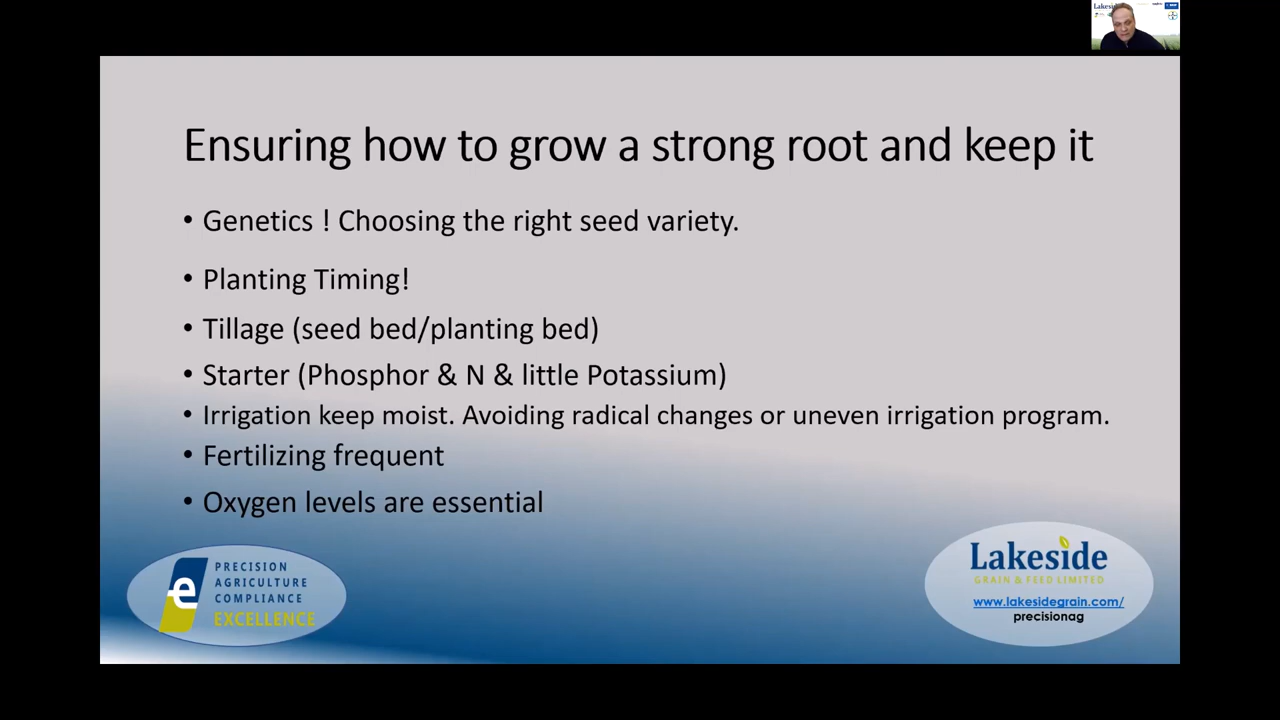 Lakeside
Ensuring how to grow a strong root and keep it
• Genetics ! Choosing the right seed variety.
• Planting Timing!
• Tillage (seed bed/planting bed)
• Starter (Phosphor & N & little Potassium)
• Irrigation keep moist. Avoiding radical changes or uneven irrigation program.
• Fertilizing frequent
• Oxygen levels are essential
e
PRECISION
AGRICULTURE
COMPLIANCE
EXCELLENCE
Lakeside
GRAIN & FEED LIMITED
www.lakesidegrain.com/
precisionag